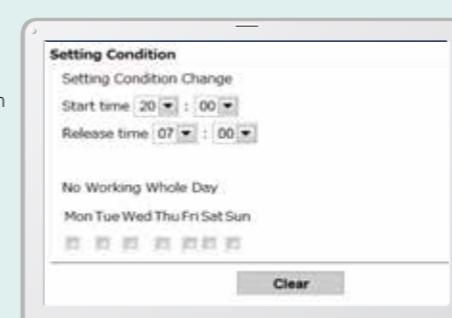 n
Setting Condition
Setting Condition Change
Start time 20 : 00
Release time 07 : 00
No Working Whole Day
Mon Tue Wed Thu Fri Sat Sun
Clear